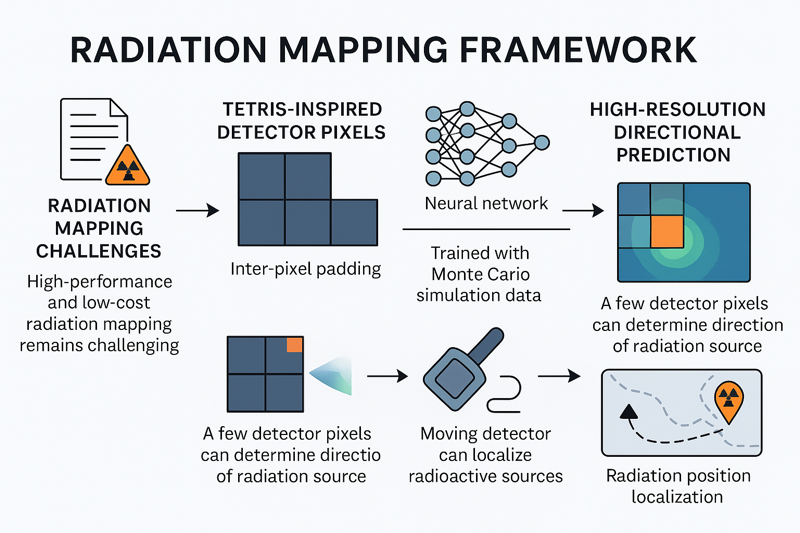 RADIATION MAPPING FRAMEWORK
RADIATION
MAPPING
CHALLENGES
High-performance
and low-cost
radiation mapping
remains challenging
TETRIS-INSPIRED
DETECTOR PIXELS
Inter-pixel padding
Neural network
Trained with
Monte Cario
simulation data
HIGH-RESOLUTION
DIRECTIONAL
PREDICTION
A few detector pixels
can determine direction
of radiation source
A few detector pixels
can determine directio
of radiation source
Moving detector
can localize
radioactive sources
Radiation position
localization